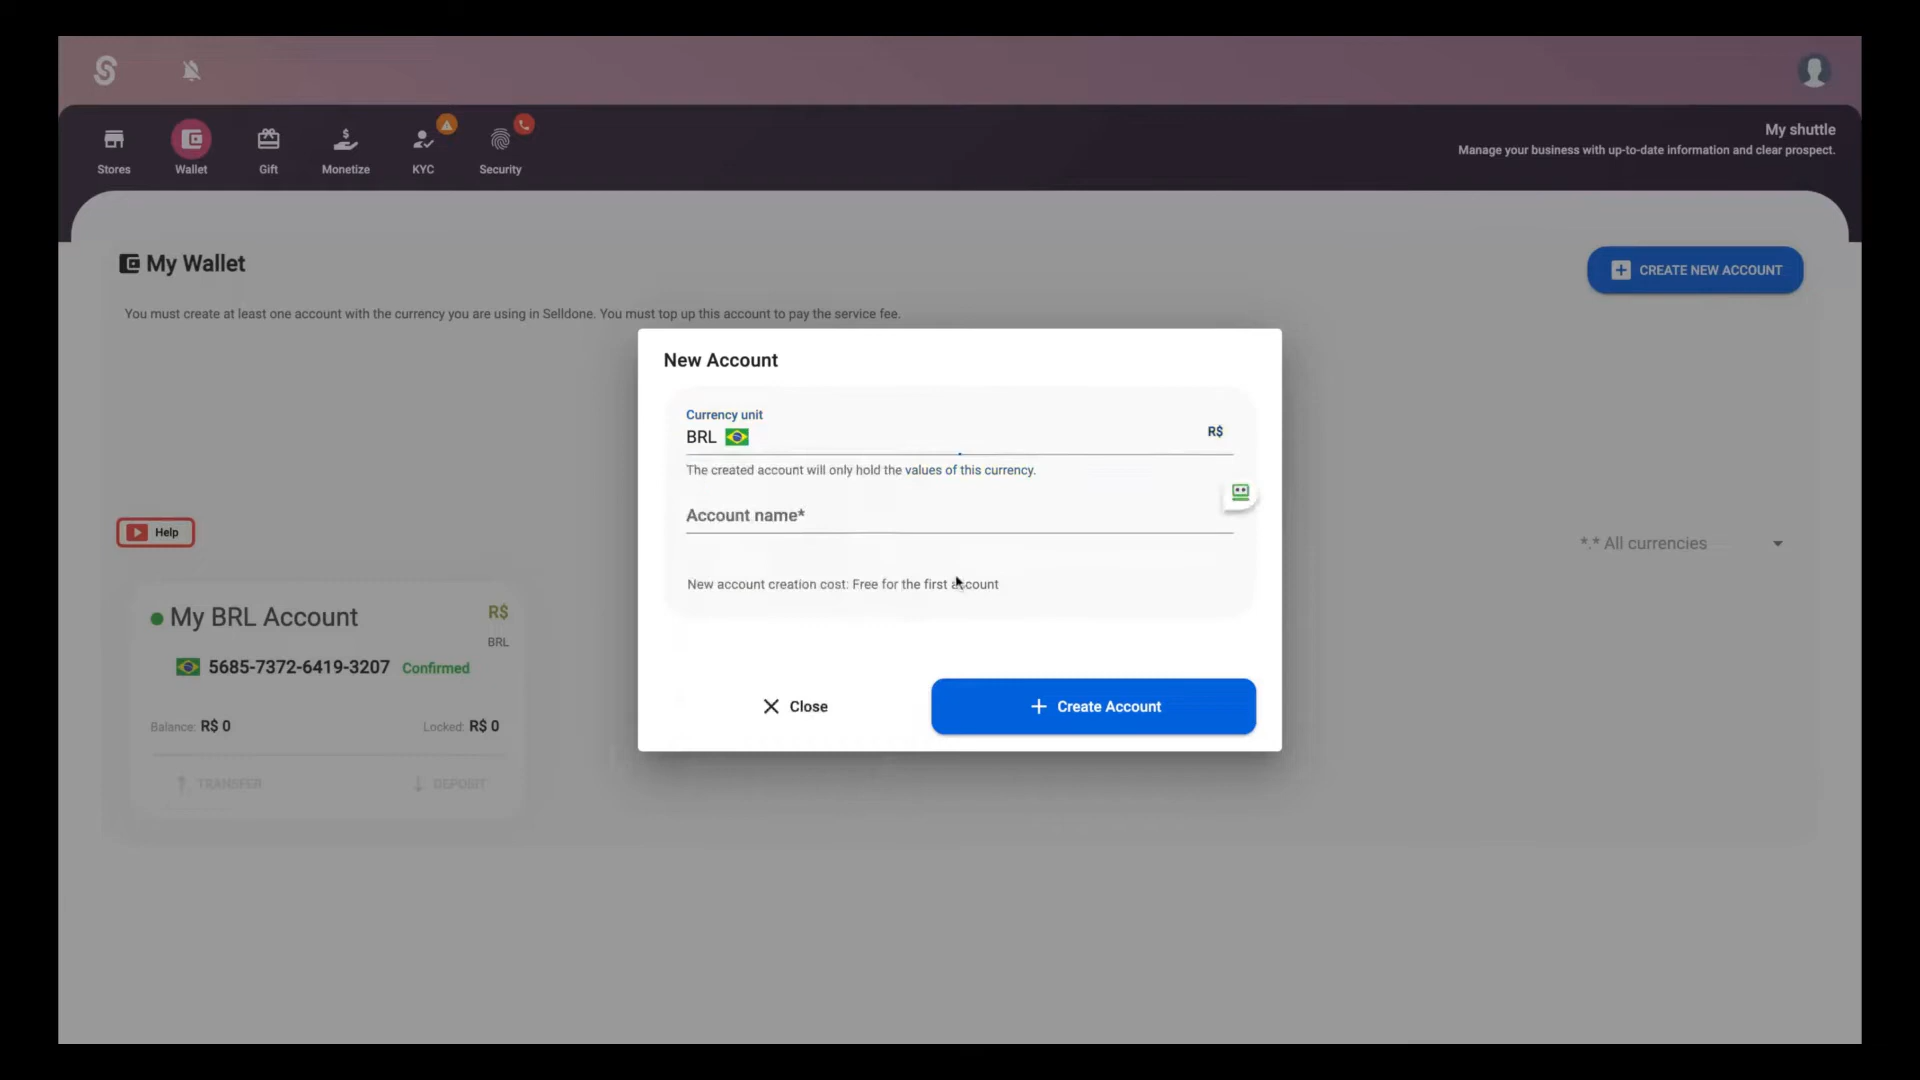 My shuttle
Manage your business with up-to-date information and clear prospect.
Stores
Wallet
Gift
Monetize
KYC
Security
My Wallet
CREATE NEW ACCOUNT
You must create at least one account with the currency you are using in Selldone. You must top up this account to pay the service fee.
New Account
Currency unit
BRL
R$
The created account will only hold the values of this currency.
Account name*
New account creation cost: Free for the first account
Close
Create Account
Help
*.* All currencies
My BRL Account
R$
BRL
5685-7372-6419-3207 Confirmed
Balance: R$ 0
Locked: R$ 0
TRANSFER
DEPOSIT